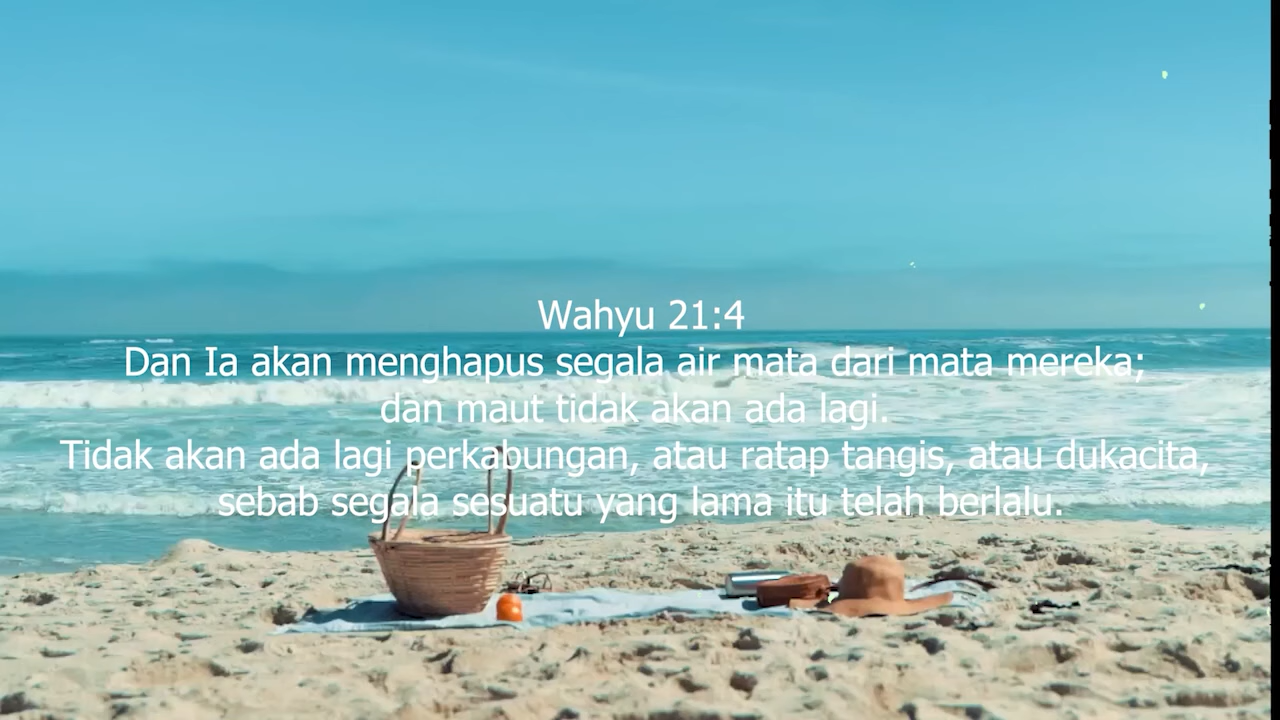 Wahyu 21:4
Dan Ia akan menghapus segala air mata dari mata mereka;
dan maut tidak akan ada lagi.
Tidak akan ada lagi perkabungan, atau ratap tangis, atau dukacita,
sebab segala sesuatu yang lama itu telah berlalu.